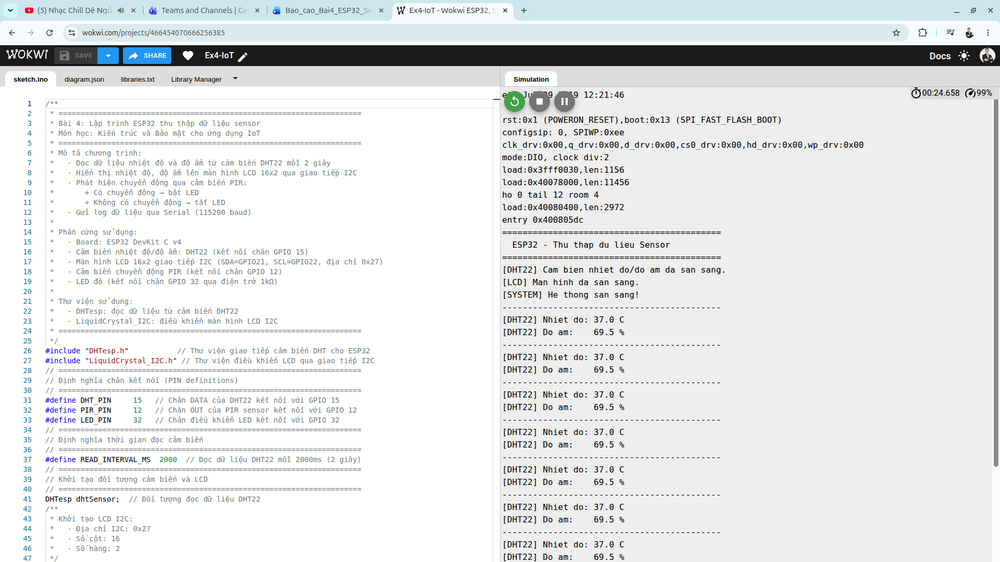 (5) Nhạc Chill Dễ Ngủ
Teams and Channels | Ge
Bao_cao_Bai4_ESP32_Se
Ex4-IoT - Wokwi ESP32, S
wokwi.com/projects/466454070666256385
WOKWI
SAVE
SHARE
Ex4-IoT
Docs
sketch.ino
diagram.json
libraries.txt
Library Manager
Simulation
1 /**
2 * =====================================================================
3 * Bài 4: Lập trình ESP32 thu thập dữ liệu sensor
4 * Môn học: Kiến trúc và Bảo mật cho ứng dụng IoT
5 * =====================================================================
6 * Mô tả chương trình:
7 *   - Đọc dữ liệu nhiệt độ và độ ẩm từ cảm biến DHT22 mỗi 2 giây
8 *   - Hiển thị nhiệt độ, độ ẩm lên màn hình LCD 16x2 qua giao tiếp I2C
9 *   - Phát hiện chuyển động qua cảm biến PIR:
10 *       + Có chuyển động → bật LED
11 *       + Không có chuyển động → tắt LED
12 *   - Gửi log dữ liệu qua Serial (115200 baud)
13 *
14 * Phần cứng sử dụng:
15 *   - Board: ESP32 DevKit C v4
16 *   - Cảm biến nhiệt độ/độ ẩm: DHT22 (kết nối chân GPIO 15)
17 *   - Màn hình LCD 16x2 giao tiếp I2C (SDA=GPIO21, SCL=GPIO22, địa chỉ 0x27)
18 *   - Cảm biến chuyển động PIR (kết nối chân GPIO 12)
19 *   - LED đỏ (kết nối chân GPIO 32 qua điện trở 1kΩ)
20 *
21 * Thư viện sử dụng:
22 *   - DHTesp: đọc dữ liệu từ cảm biến DHT22
23 *   - LiquidCrystal_I2C: điều khiển màn hình LCD I2C
24 * =====================================================================
25 */
26 #include "DHTesp.h"           // Thư viện giao tiếp cảm biến DHT cho ESP32
27 #include "LiquidCrystal_I2C.h" // Thư viện điều khiển LCD qua giao tiếp I2C
28 // =====================================================================
29 // Định nghĩa chân kết nối (PIN definitions)
30 // =====================================================================
31 #define DHT_PIN     15   // Chân DATA của DHT22 kết nối với GPIO 15
32 #define PIR_PIN     12   // Chân OUT của PIR sensor kết nối với GPIO 12
33 #define LED_PIN     32   // Chân điều khiển LED kết nối với GPIO 32
34 // =====================================================================
35 // Định nghĩa thời gian đọc cảm biến
36 // =====================================================================
37 #define READ_INTERVAL_MS  2000  // Đọc dữ liệu DHT22 mỗi 2000ms (2 giây)
38 // =====================================================================
39 // Khởi tạo đối tượng cảm biến và LCD
40 // =====================================================================
41 DHTesp dhtSensor;  // Đối tượng đọc dữ liệu DHT22
42 /**
43 * Khởi tạo LCD I2C:
44 *   - Địa chỉ I2C: 0x27
45 *   - Số cột: 16
46 *   - Số hàng: 2
47 */
12:21:46
00:24.658
99%
rst:0x1 (POWERON_RESET),boot:0x13 (SPI_FAST_FLASH_BOOT)
configsip: 0, SPIWP:0xee
clk_drv:0x00,q_drv:0x00,d_drv:0x00,cs0_drv:0x00,hd_drv:0x00,wp_drv:0x00
mode:DIO, clock div:2
load:0x3fff0030,len:1156
load:0x40078000,len:11456
ho 0 tail 12 room 4
load:0x40080400,len:2972
entry 0x400805dc
===========================================
ESP32 - Thu thap du lieu Sensor
===========================================
[DHT22] Cam bien nhiet do/do am da san sang.
[LCD] Man hinh da san sang.
[SYSTEM] He thong san sang!
-------------------------------------------
[DHT22] Nhiet do: 37.0 C
[DHT22] Do am:    69.5 %
-------------------------------------------
[DHT22] Nhiet do: 37.0 C
[DHT22] Do am:    69.5 %
-------------------------------------------
[DHT22] Nhiet do: 37.0 C
[DHT22] Do am:    69.5 %
-------------------------------------------
[DHT22] Nhiet do: 37.0 C
[DHT22] Do am:    69.5 %
-------------------------------------------
[DHT22] Nhiet do: 37.0 C
[DHT22] Do am:    69.5 %
-------------------------------------------
[DHT22] Nhiet do: 37.0 C
[DHT22] Do am:    69.5 %
-------------------------------------------
[DHT22] Nhiet do: 37.0 C
[DHT22] Do am:    69.5 %